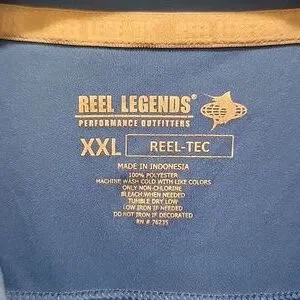 REEL LEGENDS®
PERFORMANCE OUTFITTERS
XXL REEL-TEC
MADE IN INDONESIA
100% POLYESTER
MACHINE WASH COLD WITH LIKE COLORS
ONLY NON-CHLORINE
BLEACH WHEN NEEDED
TUMBLE DRY LOW
LOW IRON IF NEEDED
DO NOT IRON IF DECORATED
RN # 76235